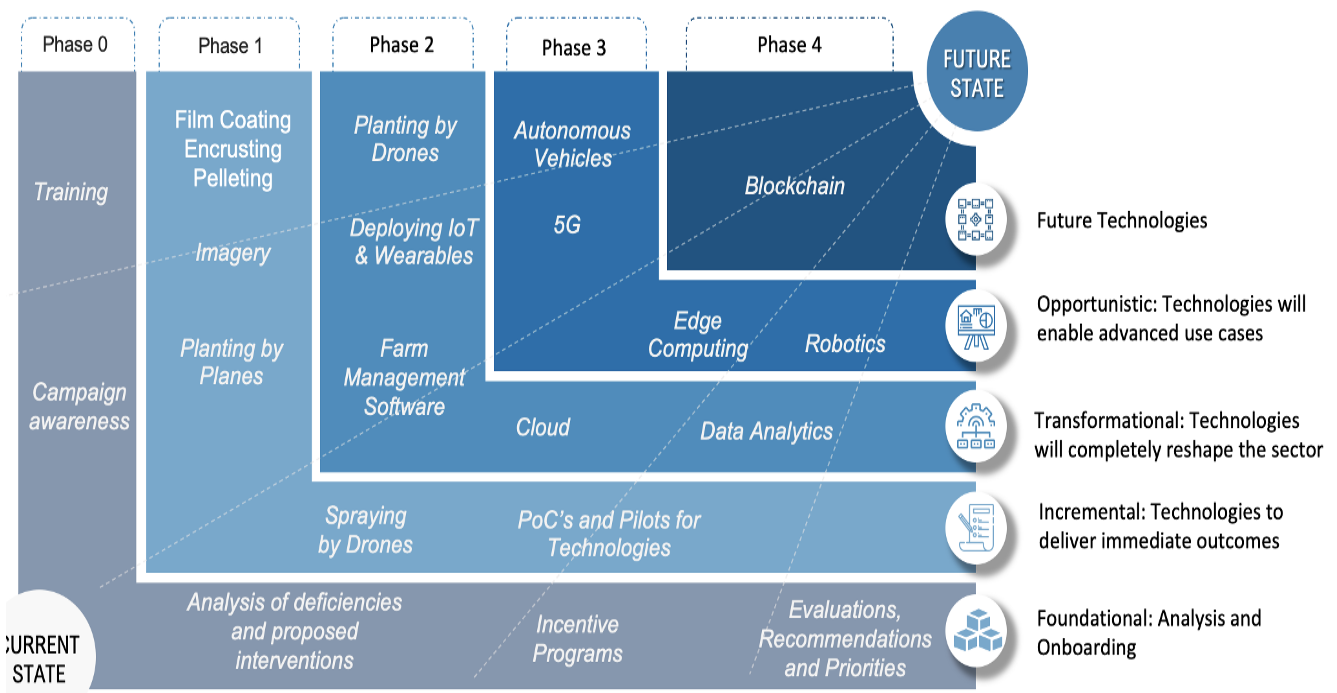 Phase 0
Phase 1
Phase 2
Phase 3
Phase 4
FUTURE
STATE
Training
Campaign
awareness
Film Coating
Encrusting
Pelleting
Imagery
Planting by
Planes
Planting by
Drones
Deploying IoT
& Wearables
Farm
Management
Software
Autonomous
Vehicles
5G
Blockchain
Edge
Computing
Robotics
Cloud
Data Analytics
Spraying
by Drones
PoC's and Pilots for
Technologies
Analysis of deficiencies
and proposed
interventions
Incentive
Programs
Evaluations,
Recommendations
and Priorities
CURRENT
STATE
Future Technologies
Opportunistic: Technologies will
enable advanced use cases
Transformational: Technologies
will completely reshape the sector
Incremental: Technologies to
deliver immediate outcomes
Foundational: Analysis and
Onboarding